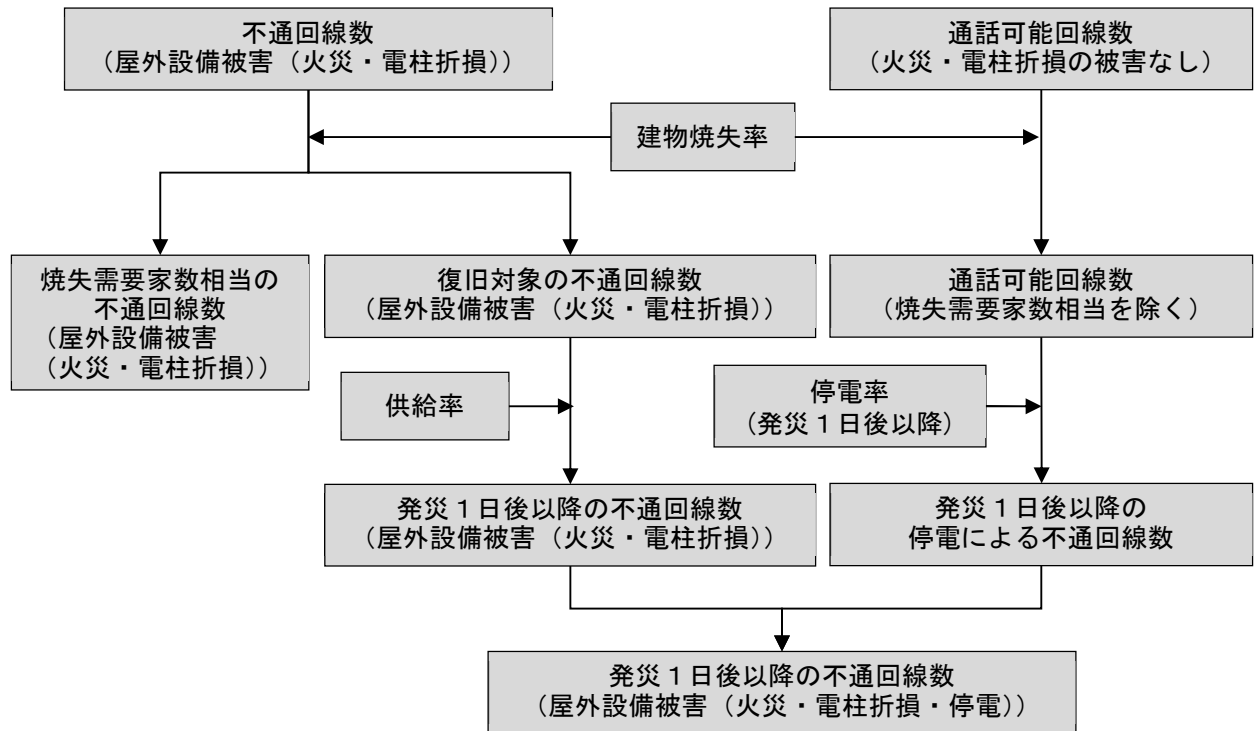 不通回線数
（屋外設備被害（火災・電柱折損））
通話可能回線数
（火災・電柱折損の被害なし）
建物焼失率
焼失需要家数相当の
不通回線数
（屋外設備被害
（火災・電柱折損））
復旧対象の不通回線数
（屋外設備被害（火災・電柱折損））
通話可能回線数
（焼失需要家数相当を除く）
供給率
停電率
（発災１日後以降）
発災１日後以降の不通回線数
（屋外設備被害（火災・電柱折損））
発災１日後以降の
停電による不通回線数
発災１日後以降の不通回線数
（屋外設備被害（火災・電柱折損・停電））